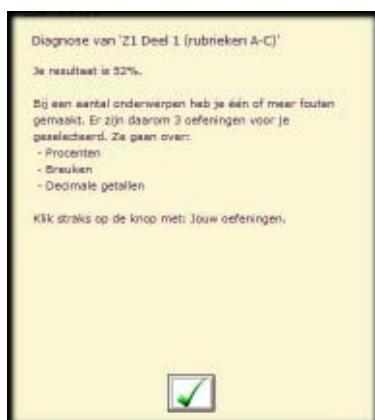 Diagnose van 'Z1 Deel 1 (rubrieken A-C)'
Je resultaat is 52%.
Bij een aantal onderwerpen heb je één of meer fouten
gemaakt. Er zijn daarom 3 oefeningen voor je
geselecteerd. Ze gaan over:
- Procenten
- Breuken
- Decimale getallen
Klik straks op de knop met: Jouw oefeningen.